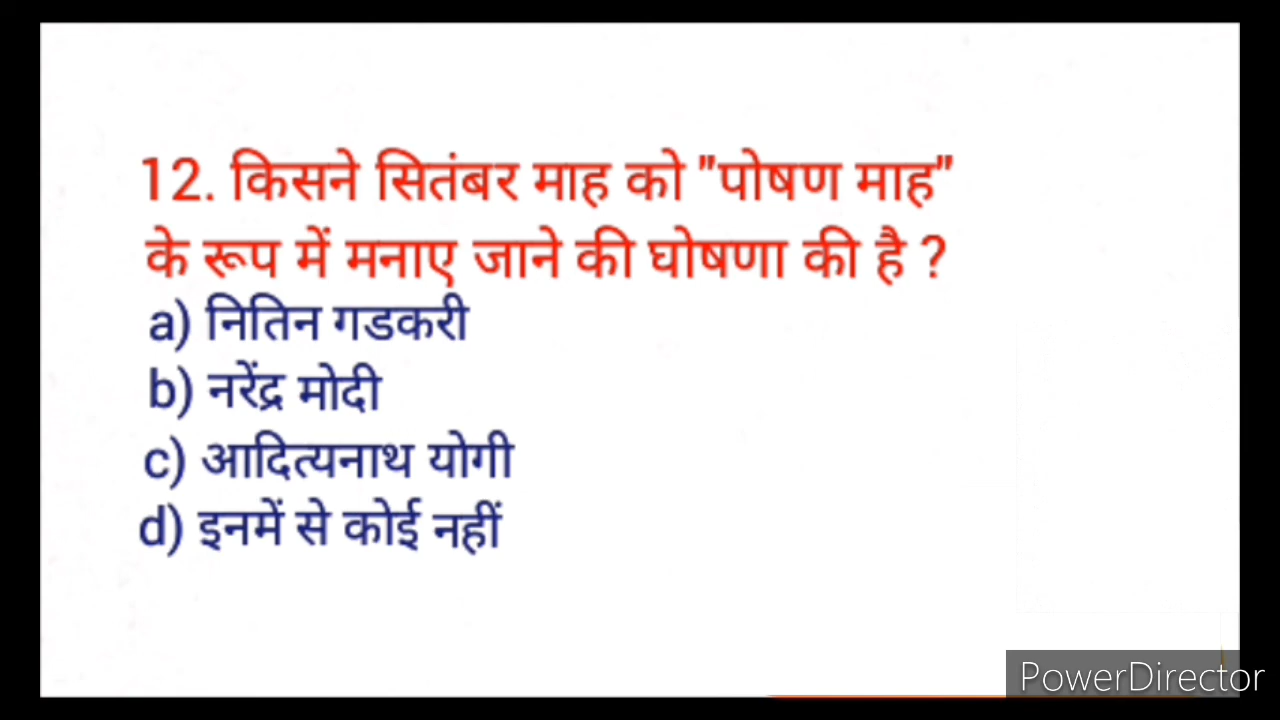 12. किसने सितंबर माह को "पोषण माह"
के रूप में मनाए जाने की घोषणा की है ?
a) नितिन गडकरी
b) नरेंद्र मोदी
c) आदित्यनाथ योगी
d) इनमें से कोई नहीं
PowerDirector